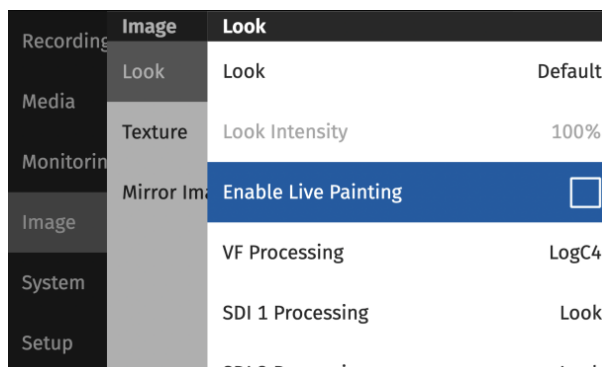 Recording
Media
Monitorin
Image
System
Setup
Image
Look
Texture
Mirror Ima
Look
Look Default
Look Intensity 100%
Enable Live Painting
VF Processing LogC4
SDI 1 Processing Look